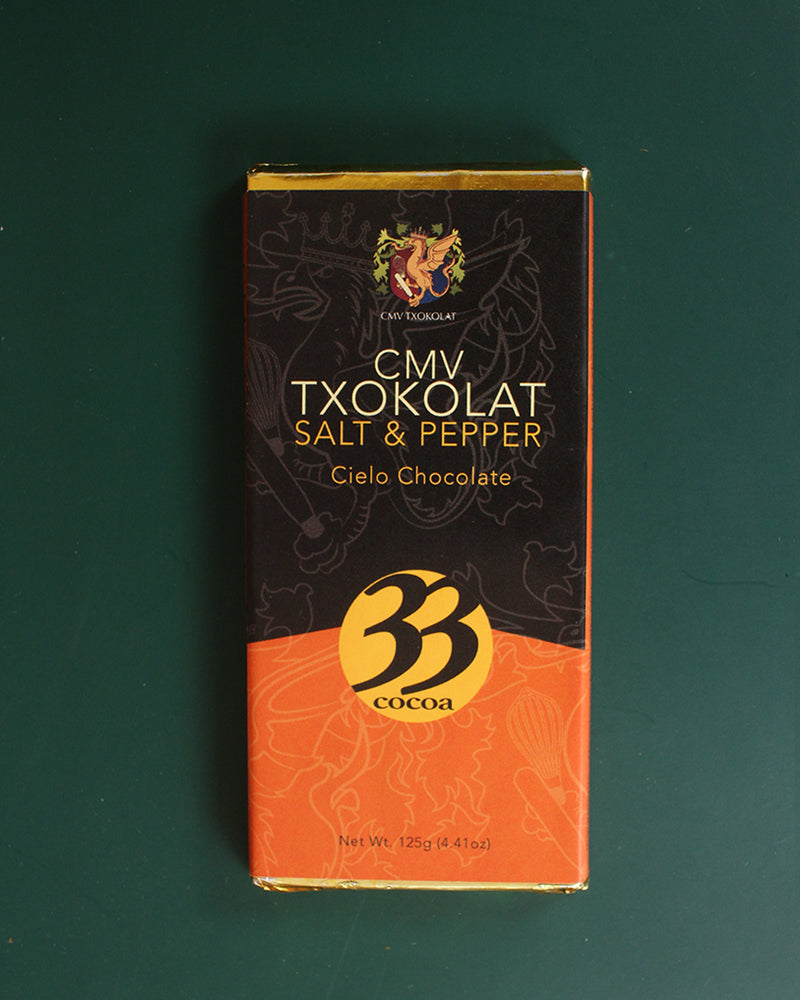 CMV TXOKOLAT
CMV
TXOKOLAT
SALT & PEPPER
Cielo Chocolate
33
cocoa
Net Wt. 125g (4.41oz)